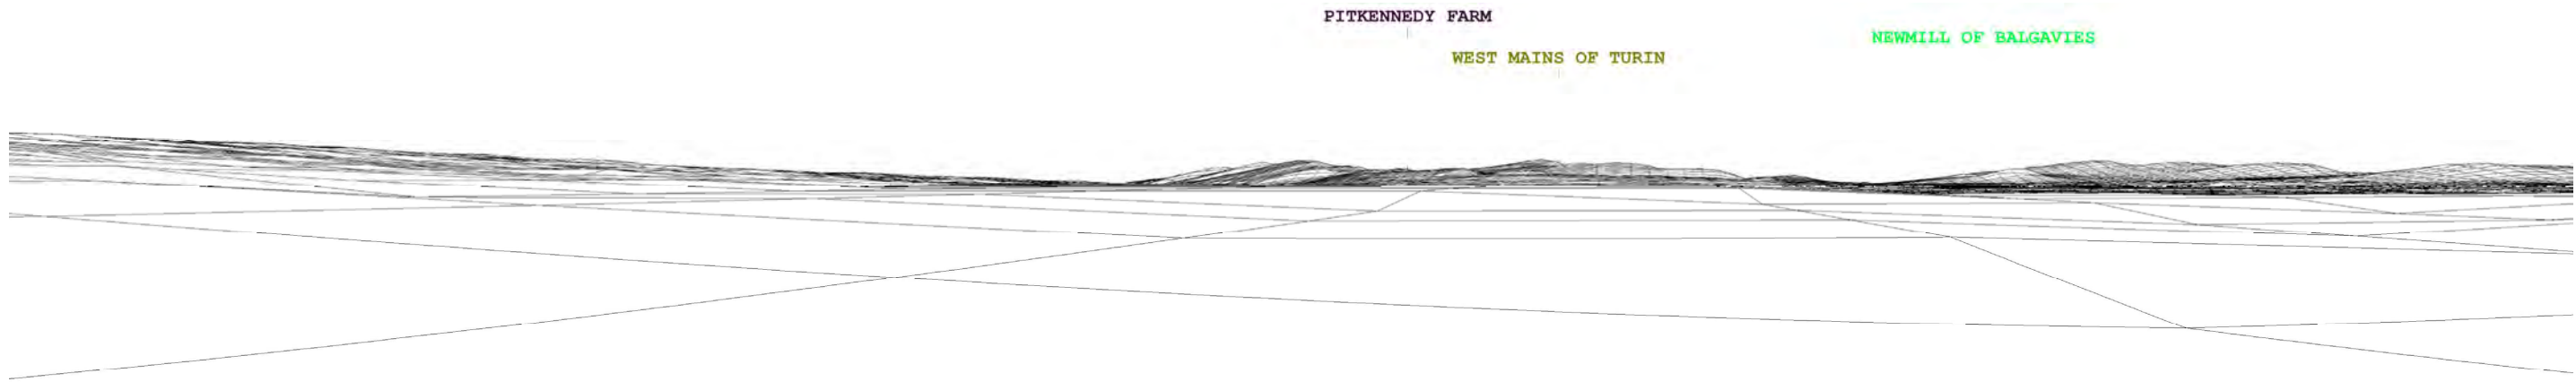 PITKENNEDY FARM
NEWMILL OF BALGAVIES
WEST MAINS OF TURIN